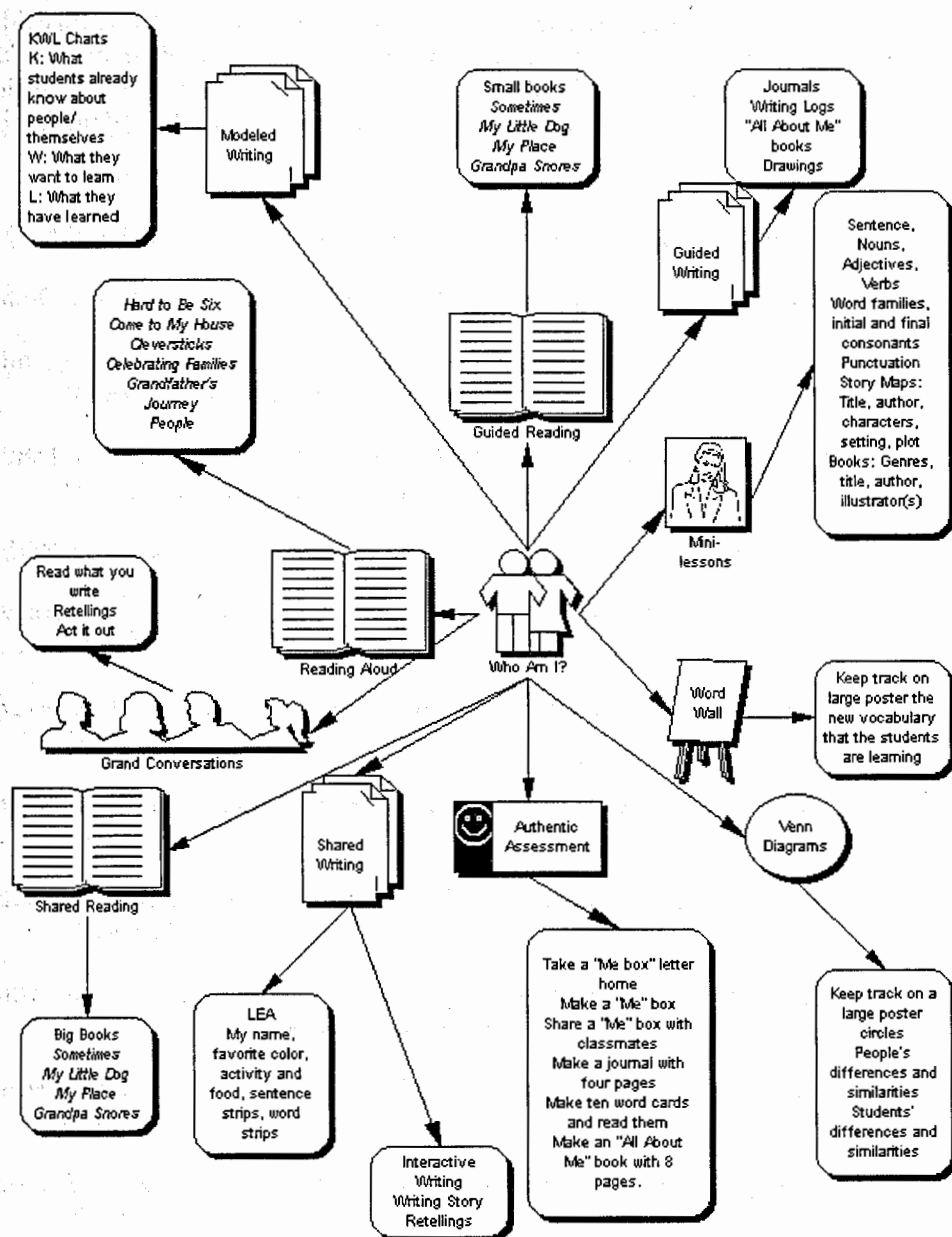 KWL Charts
K: What
students already
know about
people/
themselves
W: What they
want to learn
L: What they
have learned
Modeled
Writing
Small books
Sometimes
My Little Dog
My Place
Grandpa Snores
Journals
Writing Logs
"All About Me"
books
Drawings
Guided
Writing
Sentence,
Nouns,
Adjectives,
Verbs
Word families,
initial and final
consonants
Punctuation
Story Maps:
Title, author,
characters,
setting, plot
Books: Genres,
title, author,
illustrator(s)
Hard to Be Six
Come to My House
Cleversticks
Celebrating Families
Grandfather's
Journey
People
Guided Reading
Mini-
lessons
Read what you
write
Retellings
Act it out
Reading Aloud
Who Am I?
Word
Wall
Keep track on
large poster the
new vocabulary
that the students
are learning
Grand Conversations
Shared Reading
Shared
Writing
Authentic
Assessment
Venn
Diagrams
Big Books
Sometimes
My Little Dog
My Place
Grandpa Snores
LEA
My name,
favorite color,
activity and
food, sentence
strips, word
strips
Interactive
Writing
Writing Story
Retellings
Take a "Me box" letter
home
Make a "Me" box
Share a "Me" box with
classmates
Make a journal with
four pages
Make ten word cards
and read them
Make an "All About
Me" book with 8
pages.
Keep track on a
large poster
circles
People's
differences and
similarities
Students'
differences and
similarities